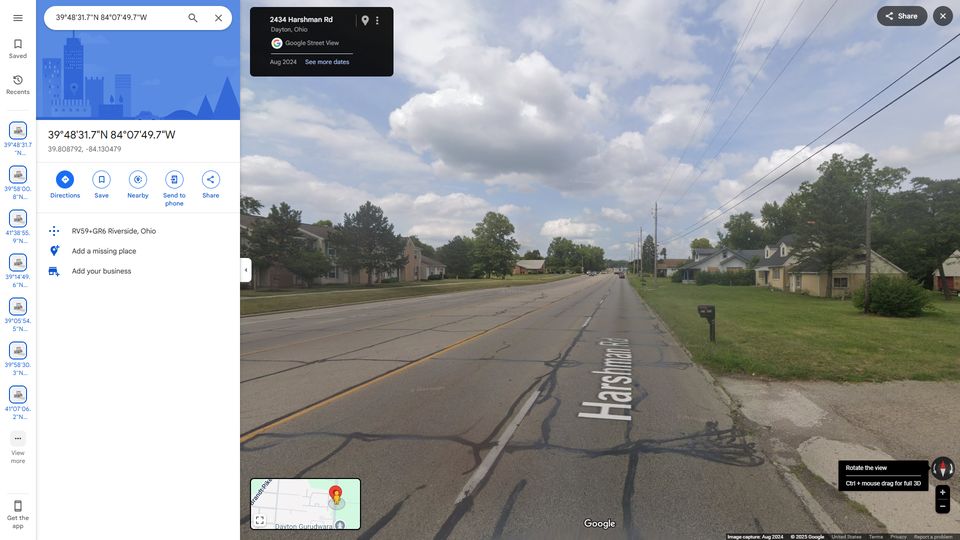 39°48'31.7"N 84°07'49.7"W
Saved
Recents
39°48'31.7
"N...
39°58'00.
8"N...
41°38'55.
9"N...
39°14'49.
6"N...
39°05'54.
5"N...
39°58'30.
3"N...
41°07'06.
2"N...
View
more
Get the
app
39°48'31.7"N 84°07'49.7"W
39.808792, -84.130479
Directions
Save
Nearby
Send to
phone
Share
RV59+GR6 Riverside, Ohio
Add a missing place
Add your business
2434 Harshman Rd
Dayton, Ohio
Google Street View
Aug 2024 See more dates
Share
Harshman Rd
Rotate the view
Ctrl + mouse drag for full 3D
Brandt Pike
Dayton Gurudwara
Google
Image capture: Aug 2024 © 2025 Google United States Terms Privacy Report a problem